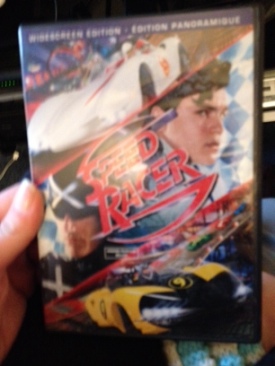 WIDESCREEN EDITION - ÉDITION PANORAMIQUE
SPEED
RACER